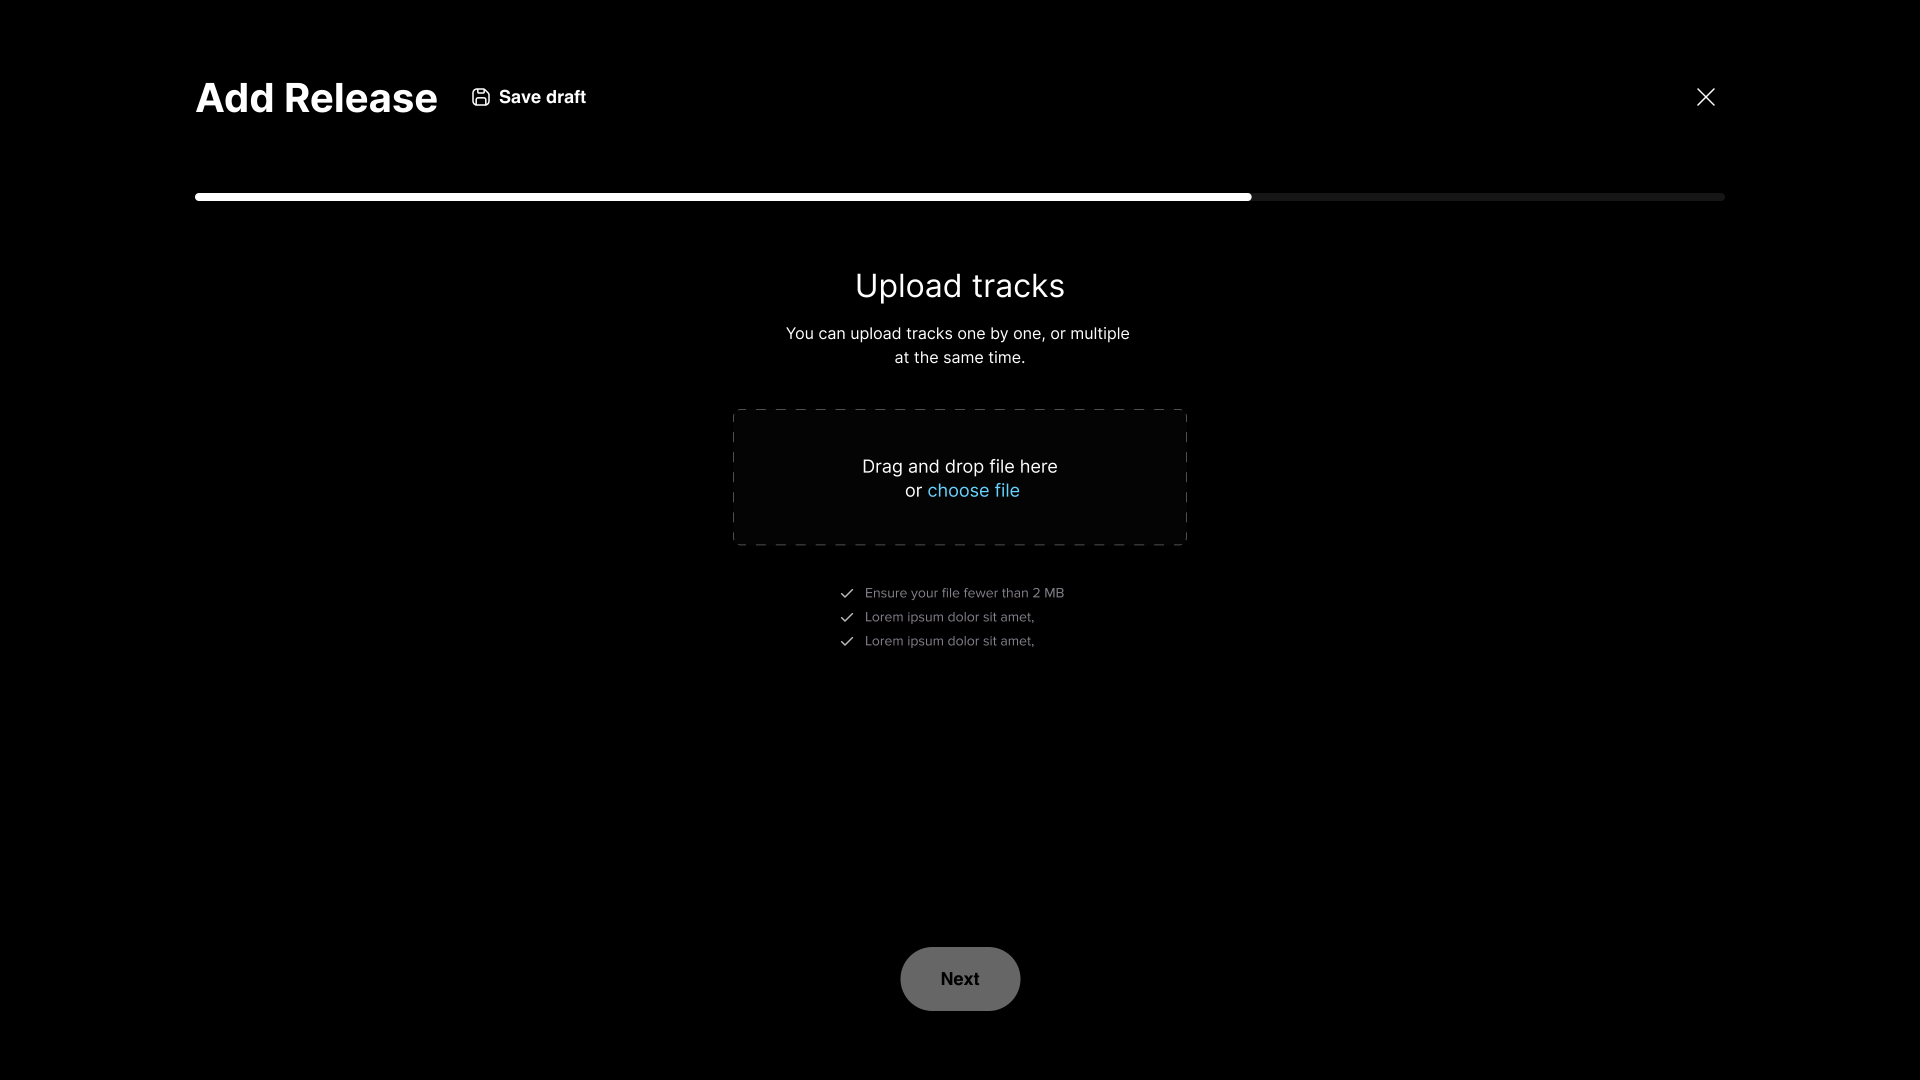 Add Release
Save draft
Upload tracks
You can upload tracks one by one, or multiple
at the same time.
Drag and drop file here
or choose file
Ensure your file fewer than 2 MB
Lorem ipsum dolor sit amet,
Lorem ipsum dolor sit amet,
Next